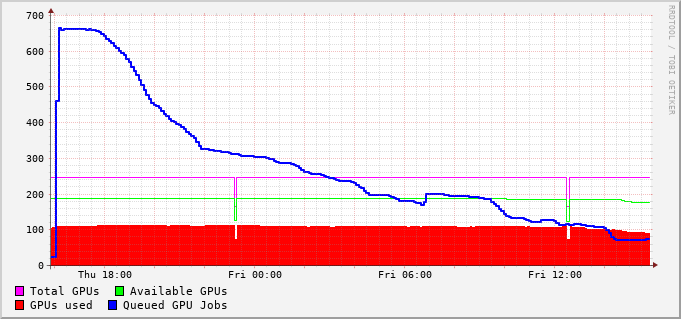 700
600
500
400
300
200
100
0
Thu 18:00 Fri 00:00 Fri 06:00 Fri 12:00
Total GPUs Available GPUs
GPUs used Queued GPU Jobs
RRDTOOL / TOBI OETIKER